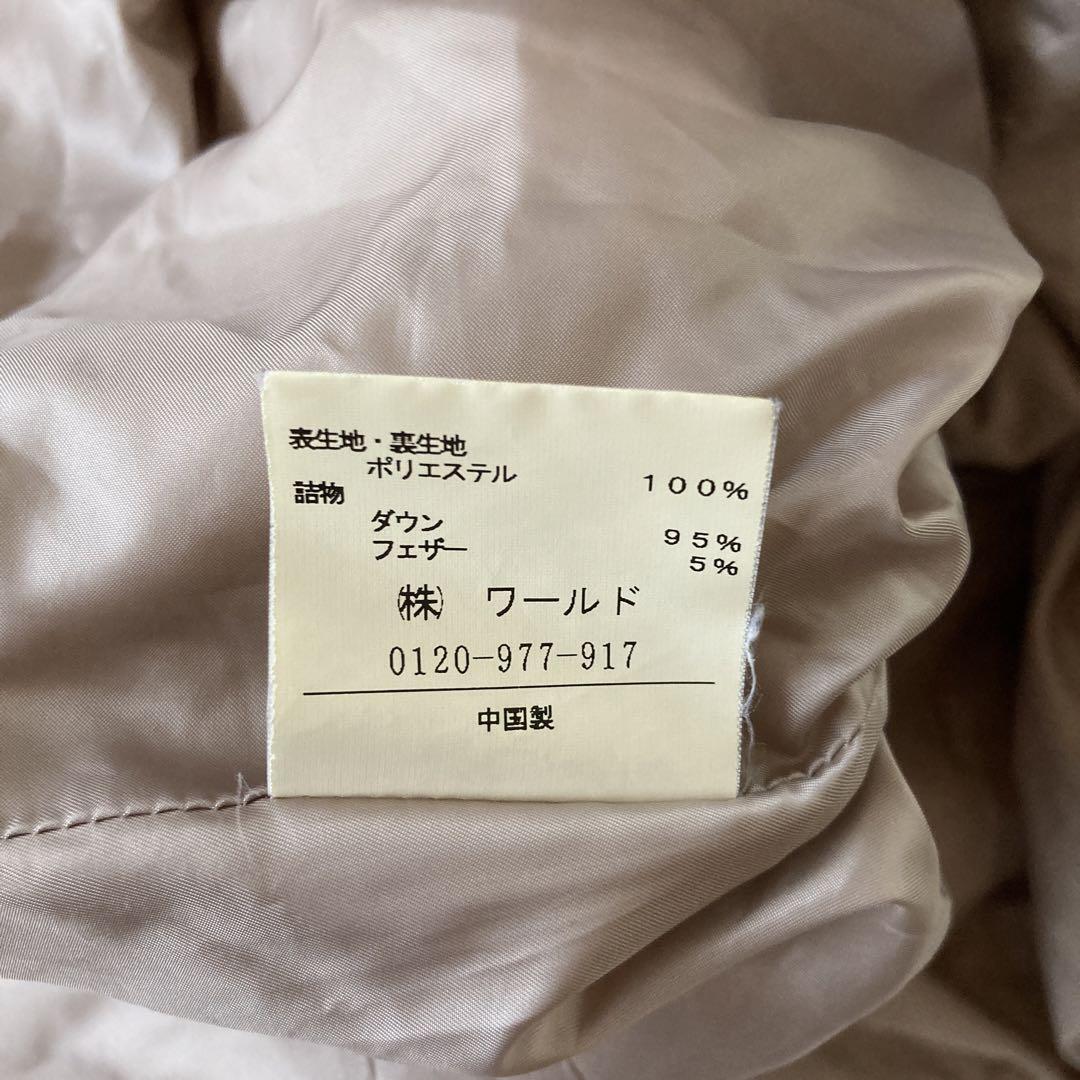 表生地・裏生地
ポリエステル 100%
詰物
ダウン 95%
フェザー 5%
㈱ ワールド
0120-977-917
中国製